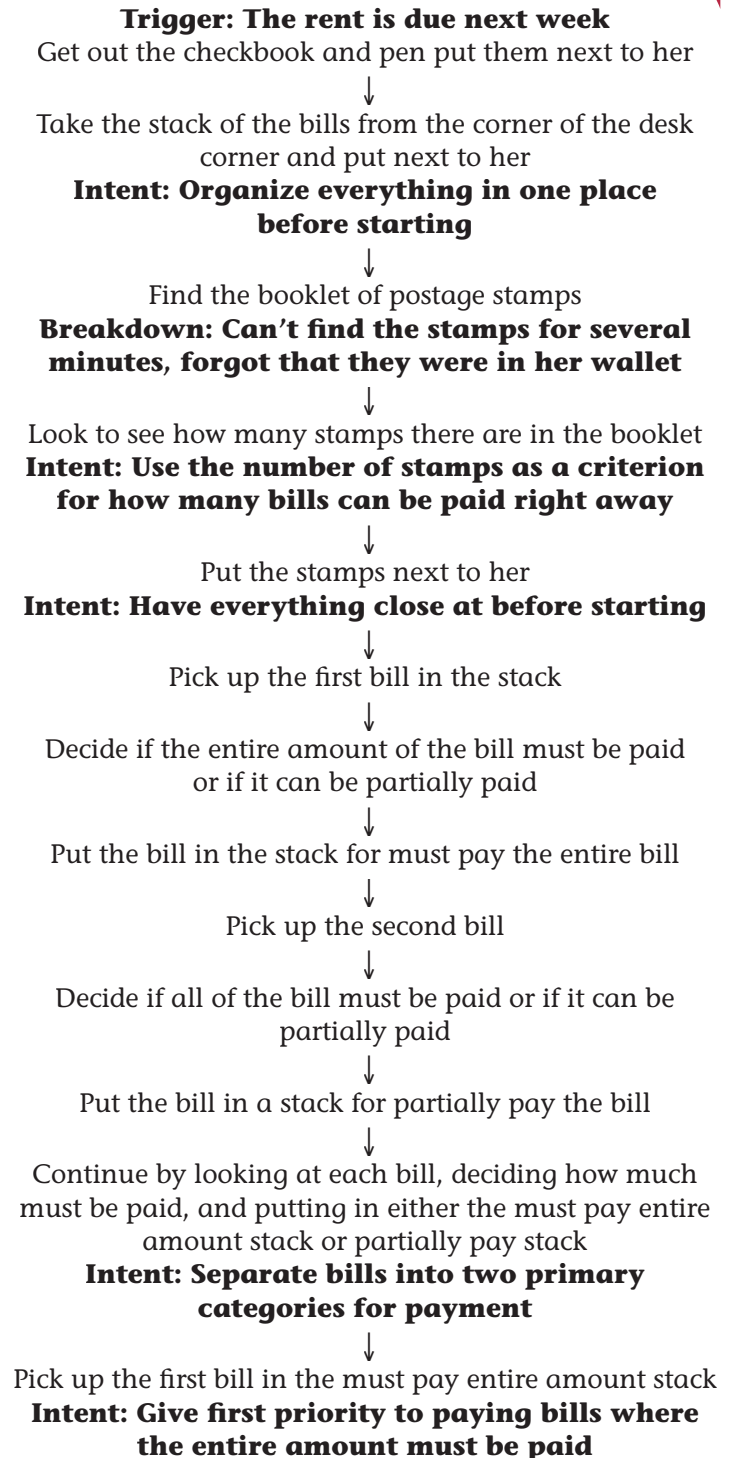 Trigger: The rent is due next week
Get out the checkbook and pen put them next to her
↓
Take the stack of the bills from the corner of the desk
corner and put next to her
Intent: Organize everything in one place
before starting
↓
Find the booklet of postage stamps
Breakdown: Can’t find the stamps for several
minutes, forgot that they were in her wallet
↓
Look to see how many stamps there are in the booklet
Intent: Use the number of stamps as a criterion
for how many bills can be paid right away
↓
Put the stamps next to her
Intent: Have everything close at before starting
↓
Pick up the first bill in the stack
↓
Decide if the entire amount of the bill must be paid
or if it can be partially paid
↓
Put the bill in the stack for must pay the entire bill
↓
Pick up the second bill
↓
Decide if all of the bill must be paid or if it can be
partially paid
↓
Put the bill in a stack for partially pay the bill
↓
Continue by looking at each bill, deciding how much
must be paid, and putting in either the must pay entire
amount stack or partially pay stack
Intent: Separate bills into two primary
categories for payment
↓
Pick up the first bill in the must pay entire amount stack
Intent: Give first priority to paying bills where
the entire amount must be paid